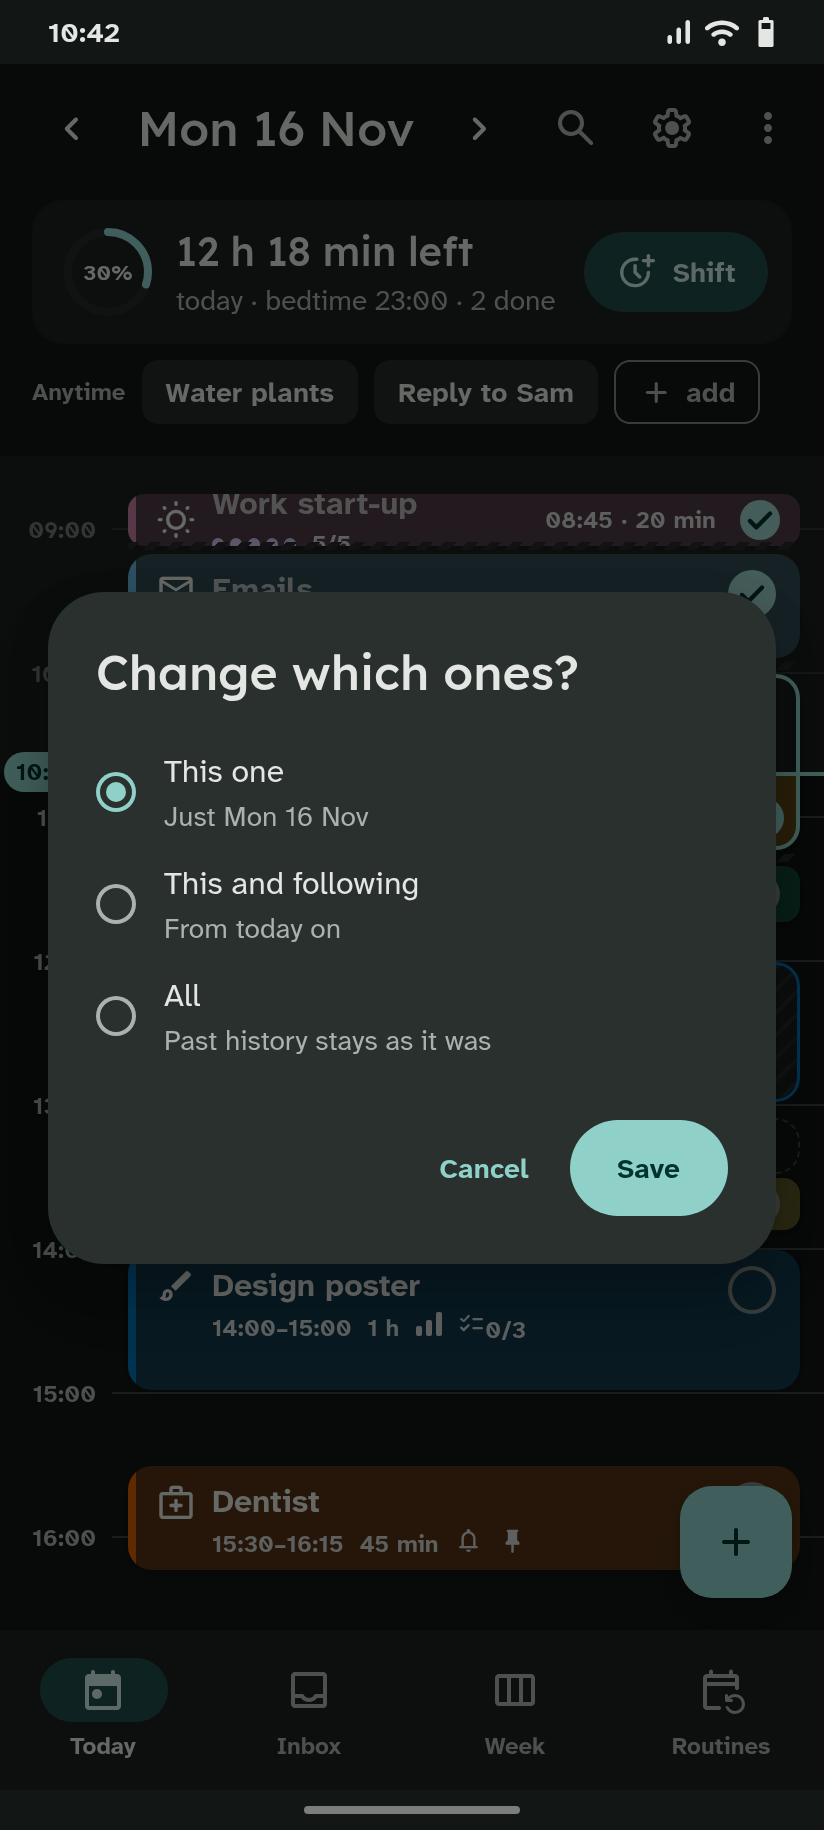 10:42
Mon 16 Nov
30%
12 h 18 min left
today · bedtime 23:00 · 2 done
Shift
Anytime
Water plants
Reply to Sam
add
09:00
Work start-up
5/5
08:45 · 20 min
Emails
Change which ones?
This one
Just Mon 16 Nov
This and following
From today on
All
Past history stays as it was
Cancel
Save
Design poster
14:00–15:00 1 h 0/3
15:00
Dentist
15:30–16:15 45 min
16:00
Today
Inbox
Week
Routines